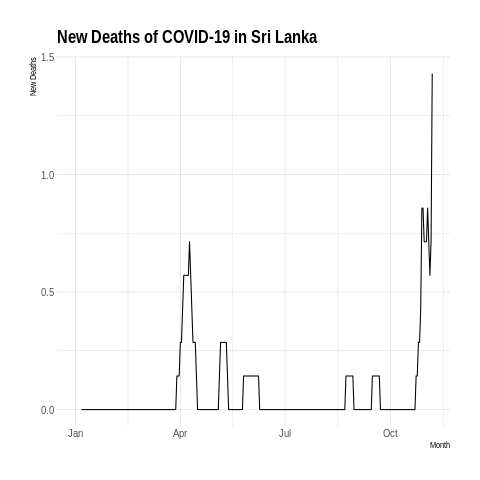 New Deaths of COVID-19 in Sri Lanka
New Deaths
1.5
1.0
0.5
0.0
Jan Apr Jul Oct
Month